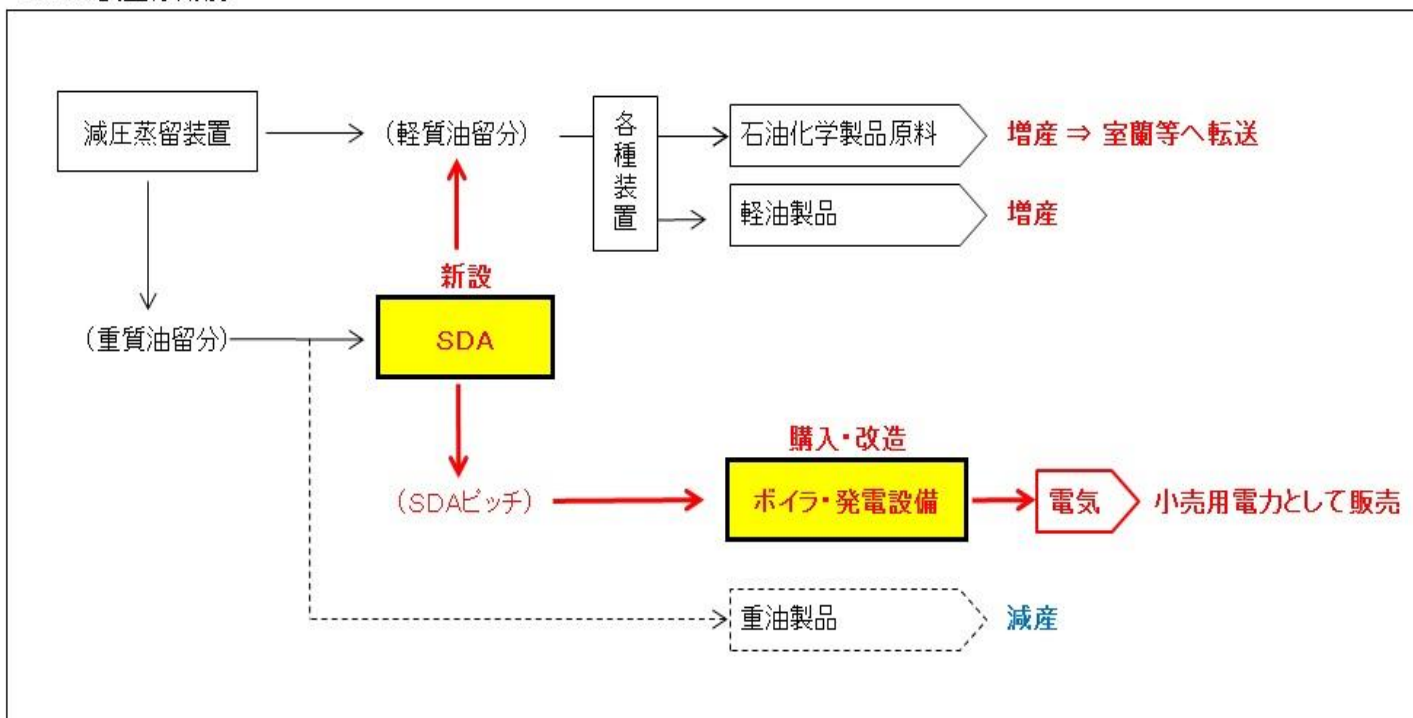 減圧蒸留装置
(軽質油留分)
各種装置
石油化学製品原料
増産 ⇒ 室蘭等へ転送
軽油製品
増産
新設
(重質油留分)
SDA
購入・改造
(SDAピッチ)
ボイラ・発電設備
電気
小売用電力として販売
重油製品
減産